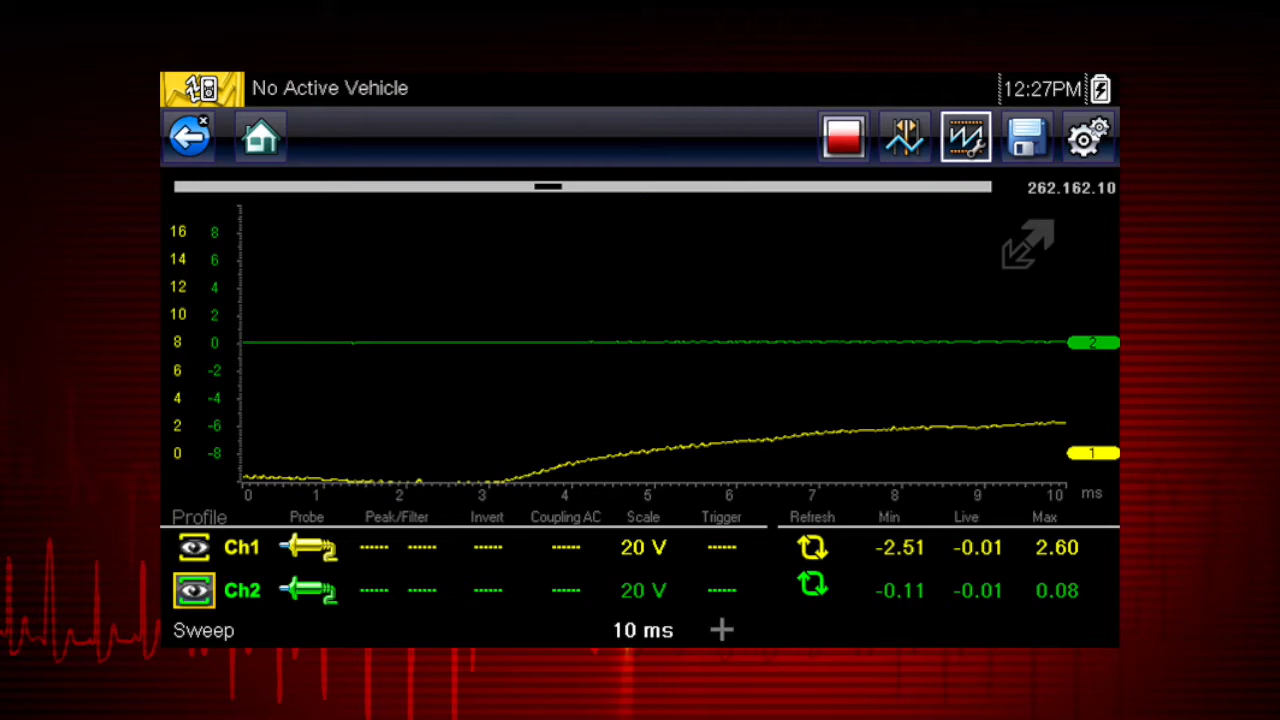 No Active Vehicle 12:27PM
262.162.10
16 8
14 6
12 4
10 2
8 0 2
6 -2
4 -4
2 -6
0 -8 1
0 1 2 3 4 5 6 7 8 9 10 ms
Profile Probe Peak/Filter Invert Coupling AC Scale Trigger Refresh Min Live Max
Ch1 ----- ----- ----- ----- 20 V ----- -2.51 -0.01 2.60
Ch2 ----- ----- ----- ----- 20 V ----- -0.11 -0.01 0.08
Sweep 10 ms +